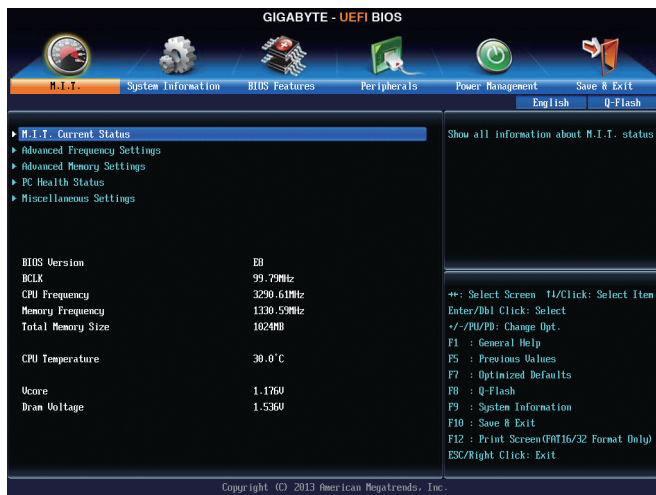 GIGABYTE - UEFI BIOS
M.I.T. System Information BIOS Features Peripherals Power Management Save & Exit
English Q-Flash
M.I.T. Current Status
Advanced Frequency Settings
Advanced Memory Settings
PC Health Status
Miscellaneous Settings
BIOS Version E8
BCLK 99.79MHz
CPU Frequency 3290.61MHz
Memory Frequency 1330.59MHz
Total Memory Size 1024MB
CPU Temperature 30.0°C
Vcore 1.176V
Dram Voltage 1.536V
Show all information about M.I.T. status
→←: Select Screen ↑↓/Click: Select Item
Enter/Dbl Click: Select
+/-/PU/PD: Change Opt.
F1 : General Help
F5 : Previous Values
F7 : Optimized Defaults
F8 : Q-Flash
F9 : System Information
F10 : Save & Exit
F12 : Print Screen(FAT16/32 Format Only)
ESC/Right Click: Exit
Copyright (C) 2013 American Megatrends, Inc.